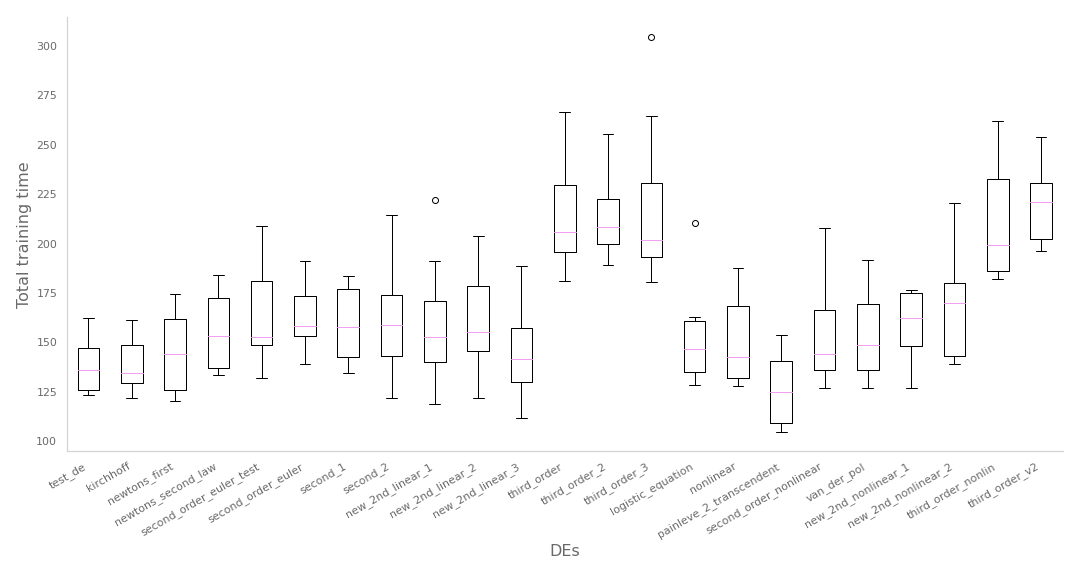 Total training time
300
275
250
225
200
175
150
125
100
test_de
kirchhoff
newtons_first
newtons_second_law
second_order_euler_test
second_order_euler
second_1
second_2
new_2nd_linear_1
new_2nd_linear_2
new_2nd_linear_3
third_order
third_order_2
third_order_3
logistic_equation
nonlinear
painleve_2_transcendent
second_order_nonlinear
van_der_pol
new_2nd_nonlinear_1
new_2nd_nonlinear_2
third_order_nonlin
third_order_v2
DEs